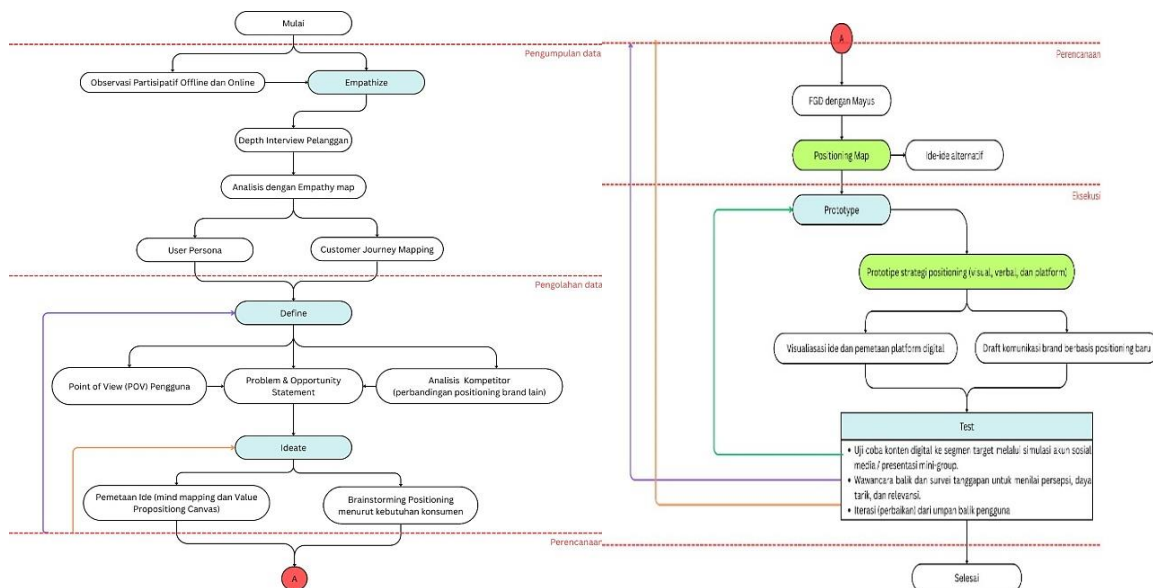 Mulai
Pengumpulan data
Observasi Partisipatif Offline dan Online
Empathize
Depth Interview Pelanggan
Analisis dengan Empathy map
User Persona
Customer Journey Mapping
Pengolahan data
Define
Point of View (POV) Pengguna
Problem & Opportunity
Statement
Analisis Kompetitor
(perbandingan positioning brand lain)
Ideate
Pemetaan Ide (mind mapping dan Value
Propositiong Canvas)
Brainstorming Positioning
menurut kebutuhan konsumen
Perencanaan
A
A
Perencanaan
FGD dengan Mayus
Positioning Map
Ide-ide alternatif
Eksekusi
Prototype
Prototipe strategi positioning (visual, verbal, dan platform)
Visualiasasi ide dan pemetaan platform digital
Draft komunikasi brand berbasis positioning baru
Test
• Uji coba konten digital ke segmen target melalui simulasi akun sosial
media / presentasi mini-group.
• Wawancara balik dan survei tanggapan untuk menilai persepsi, daya
tarik, dan relevansi.
• Iterasi (perbaikan) dari umpan balik pengguna
Selesai